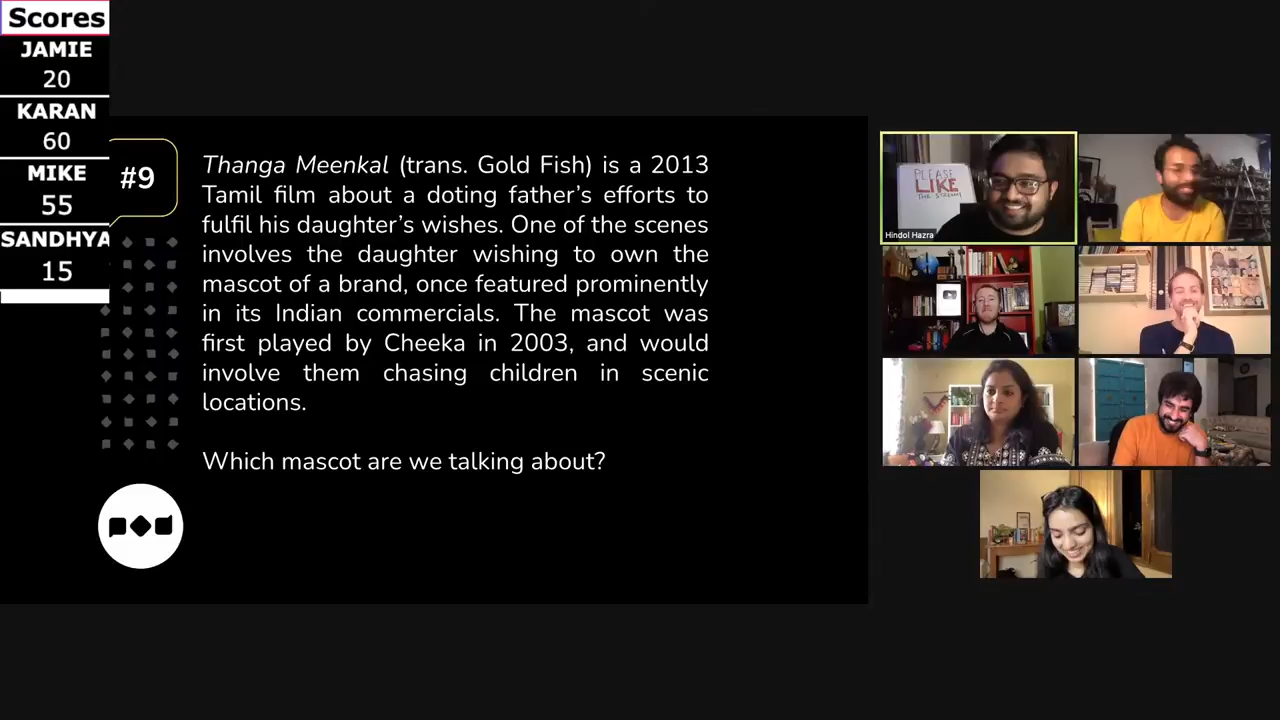 Scores
JAMIE
20
KARAN
60
MIKE
55
SANDHYA
15
#9
Thanga Meenkal (trans. Gold Fish) is a 2013
Tamil film about a doting father's efforts to
fulfil his daughter's wishes. One of the scenes
involves the daughter wishing to own the
mascot of a brand, once featured prominently
in its Indian commercials. The mascot was
first played by Cheeka in 2003, and would
involve them chasing children in scenic
locations.
Which mascot are we talking about?
PLEASE
LIKE
THE STREAM
Hindol Hazra